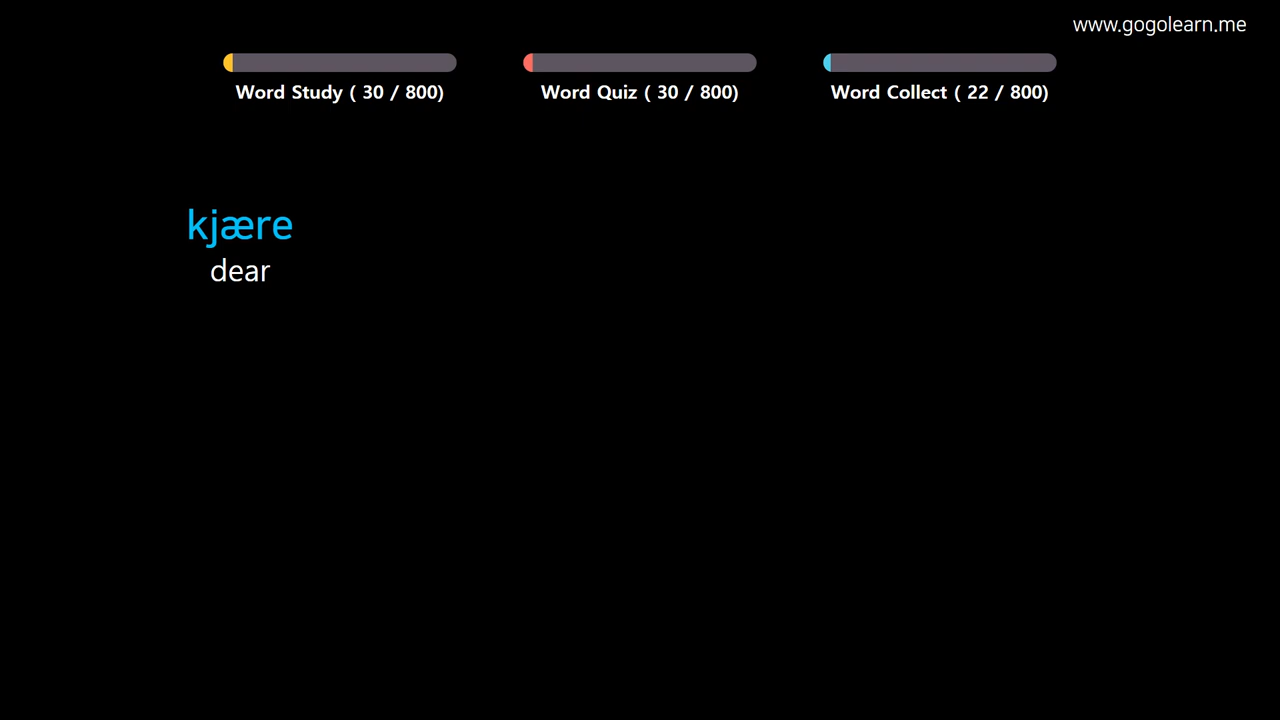 www.gogolearn.me
Word Study ( 30 / 800)
Word Quiz ( 30 / 800)
Word Collect ( 22 / 800)
kjære
dear